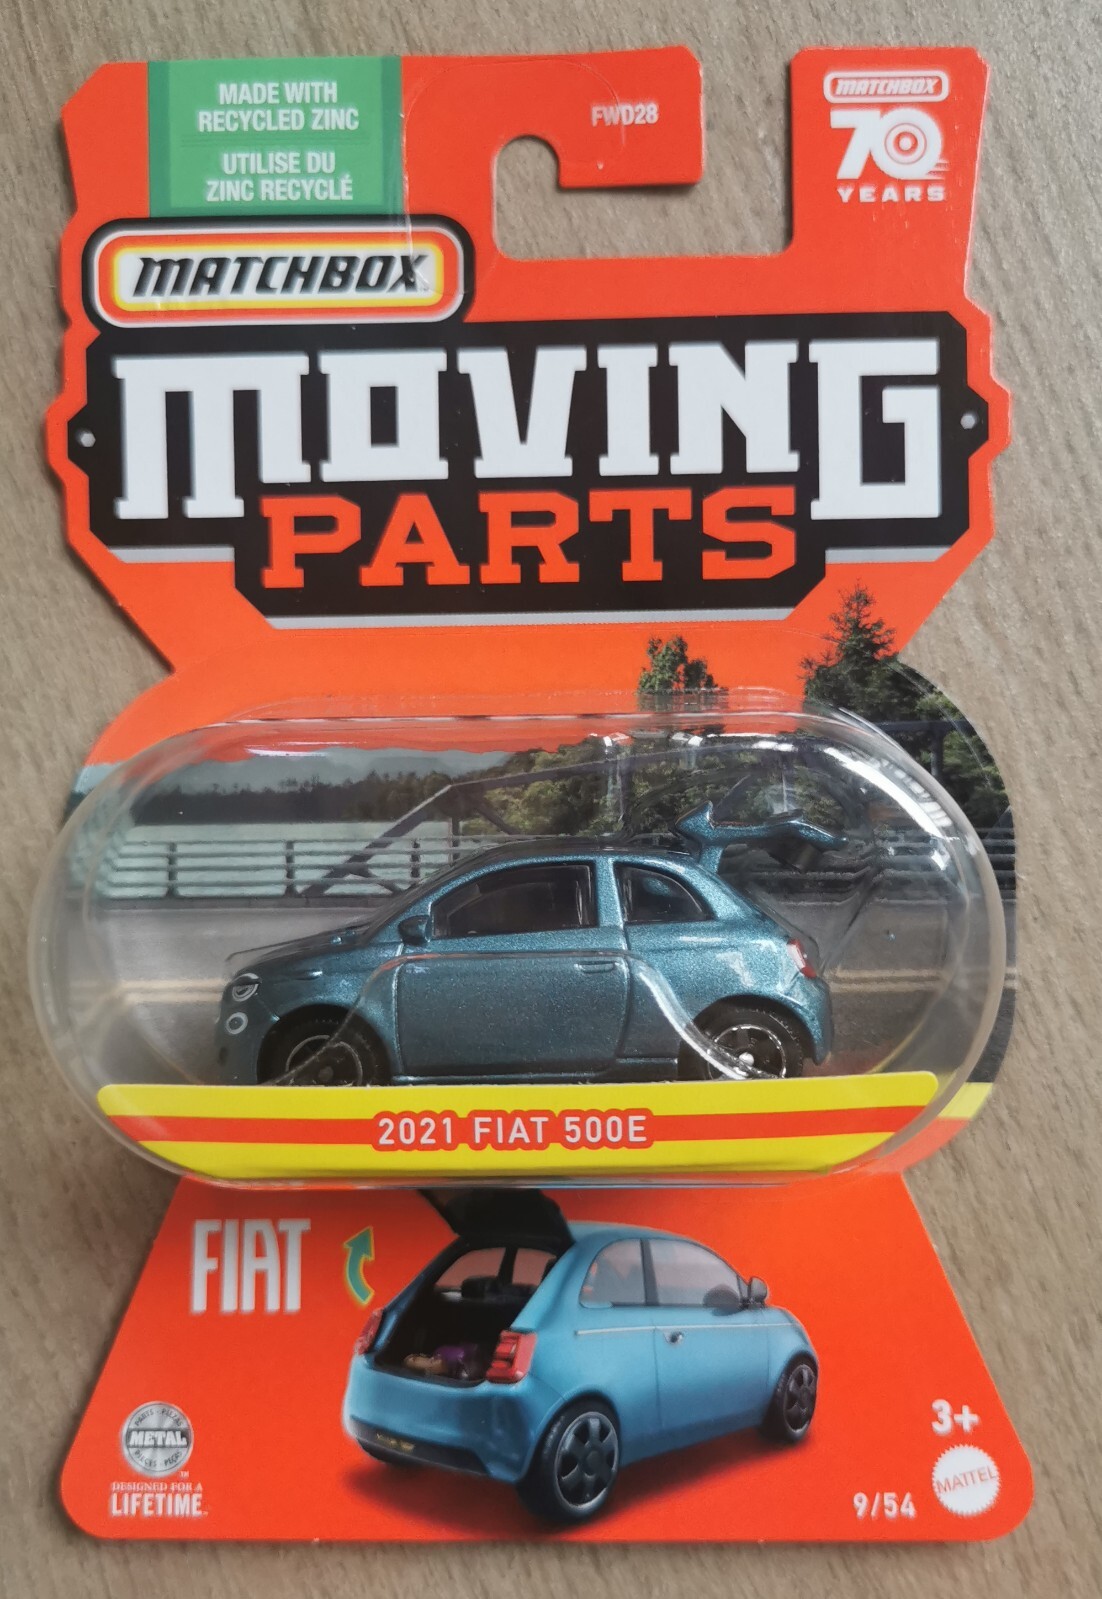 MADE WITH
RECYCLED ZINC
UTILISE DU
ZINC RECYCLÉ
FWD28
MATCHBOX
70
YEARS
MATCHBOX
MOVING
PARTS
2021 FIAT 500E
FIAT
METAL
DESIGNED FOR A
LIFETIME™
3+
MATTEL
9/54